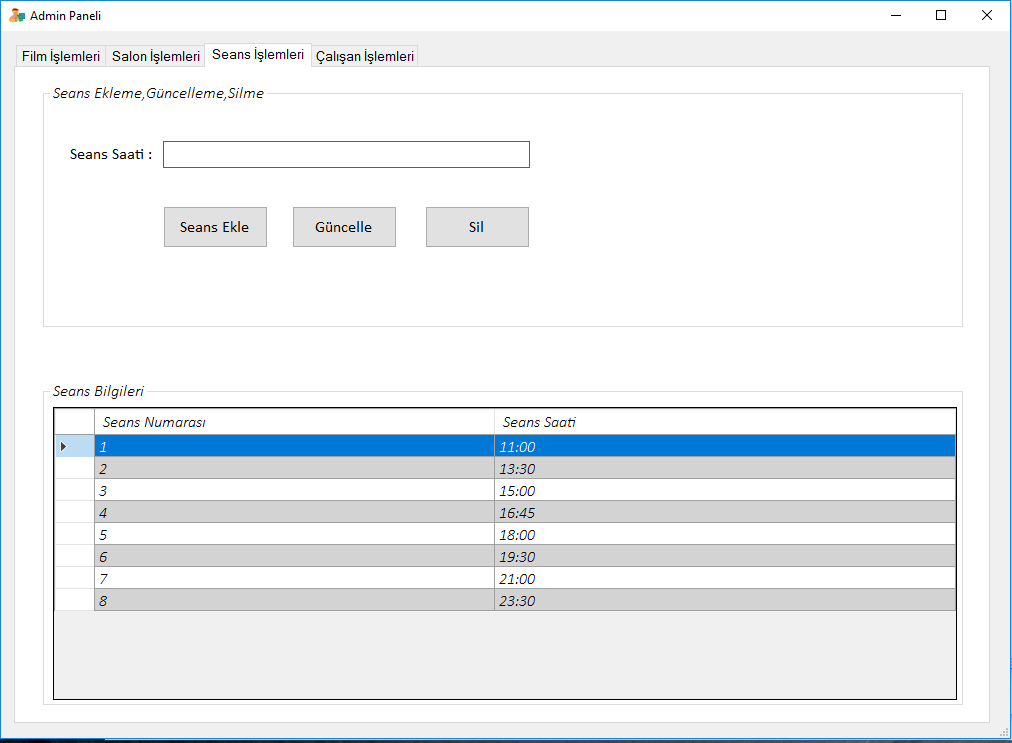 Admin Paneli
Film İşlemleri Salon İşlemleri Seans İşlemleri Çalışan İşlemleri
Seans Ekleme,Güncelleme,Silme
Seans Saati :
Seans Ekle Güncelle Sil
Seans Bilgileri
Seans Numarası Seans Saati
1 11:00
2 13:30
3 15:00
4 16:45
5 18:00
6 19:30
7 21:00
8 23:30